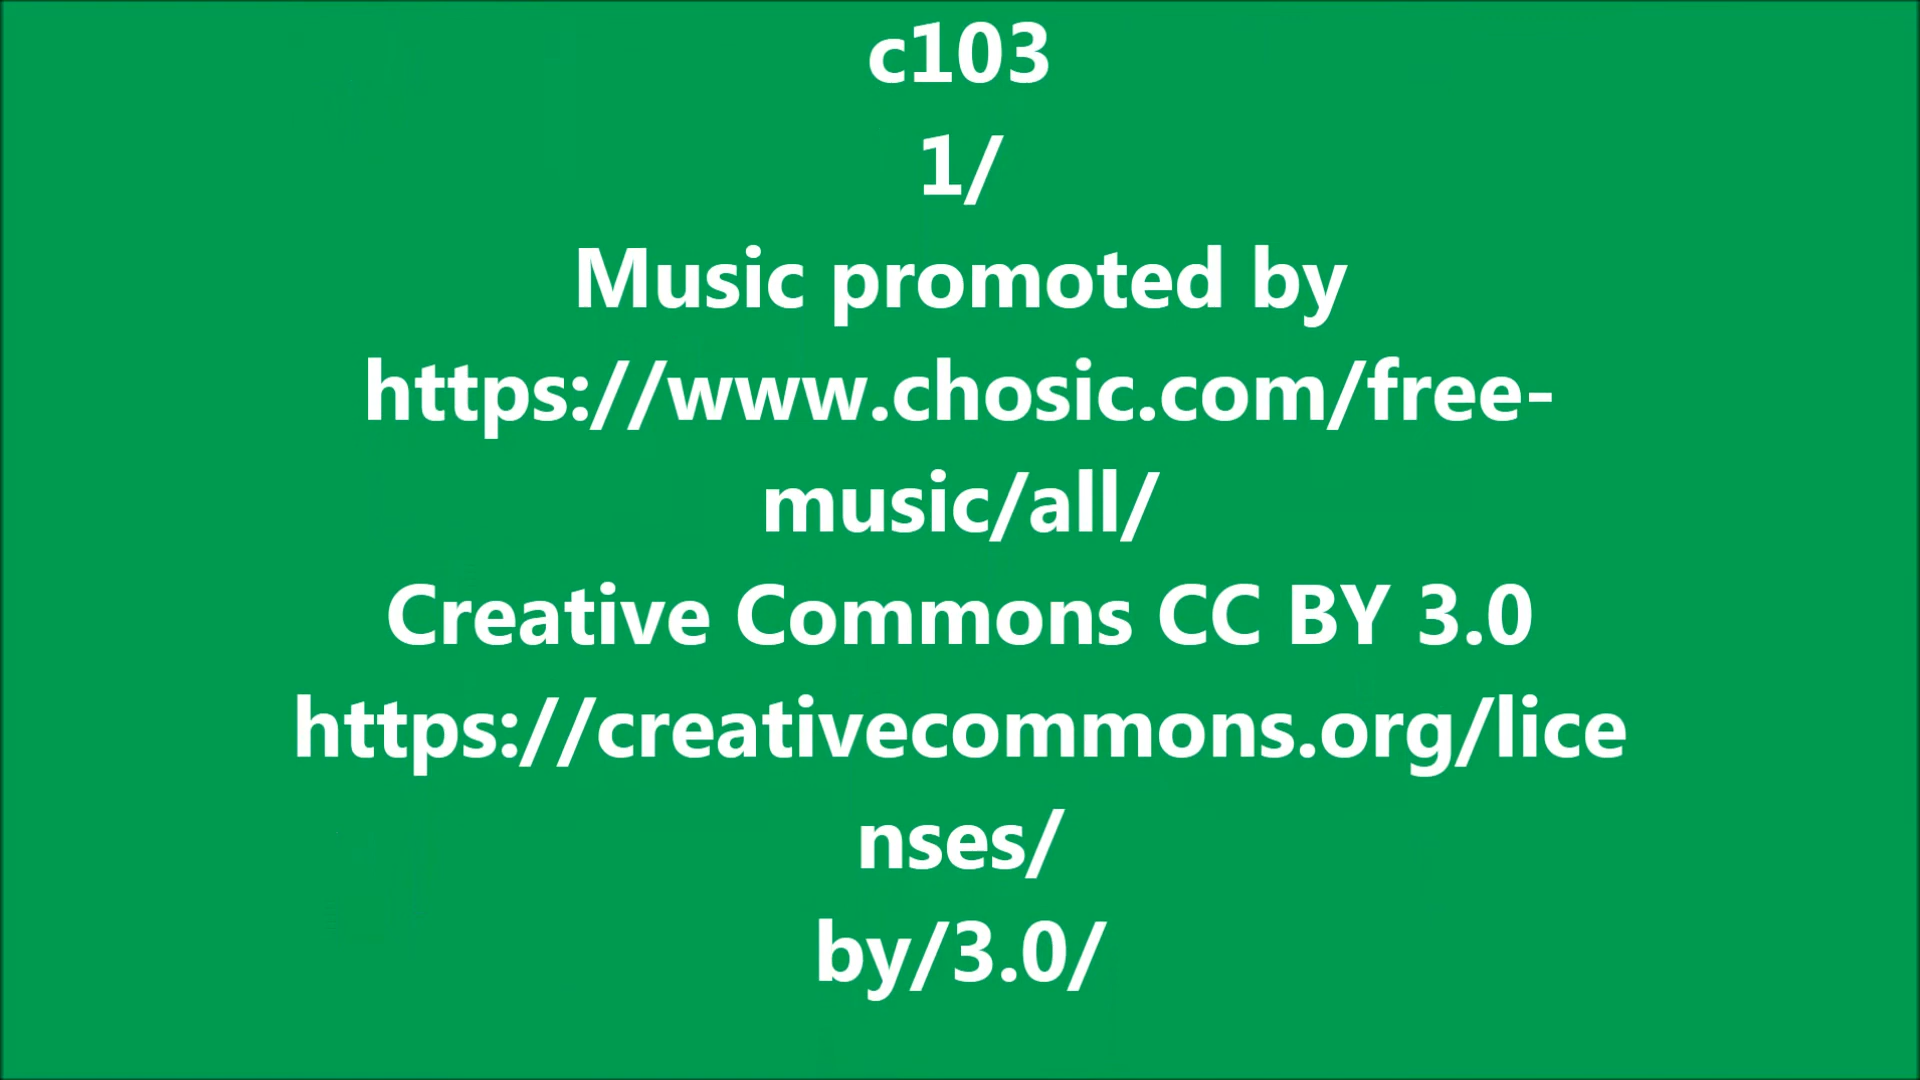 c103
1/
Music promoted by
https://www.chosic.com/free-
music/all/
Creative Commons CC BY 3.0
https://creativecommons.org/lice
nses/
by/3.0/